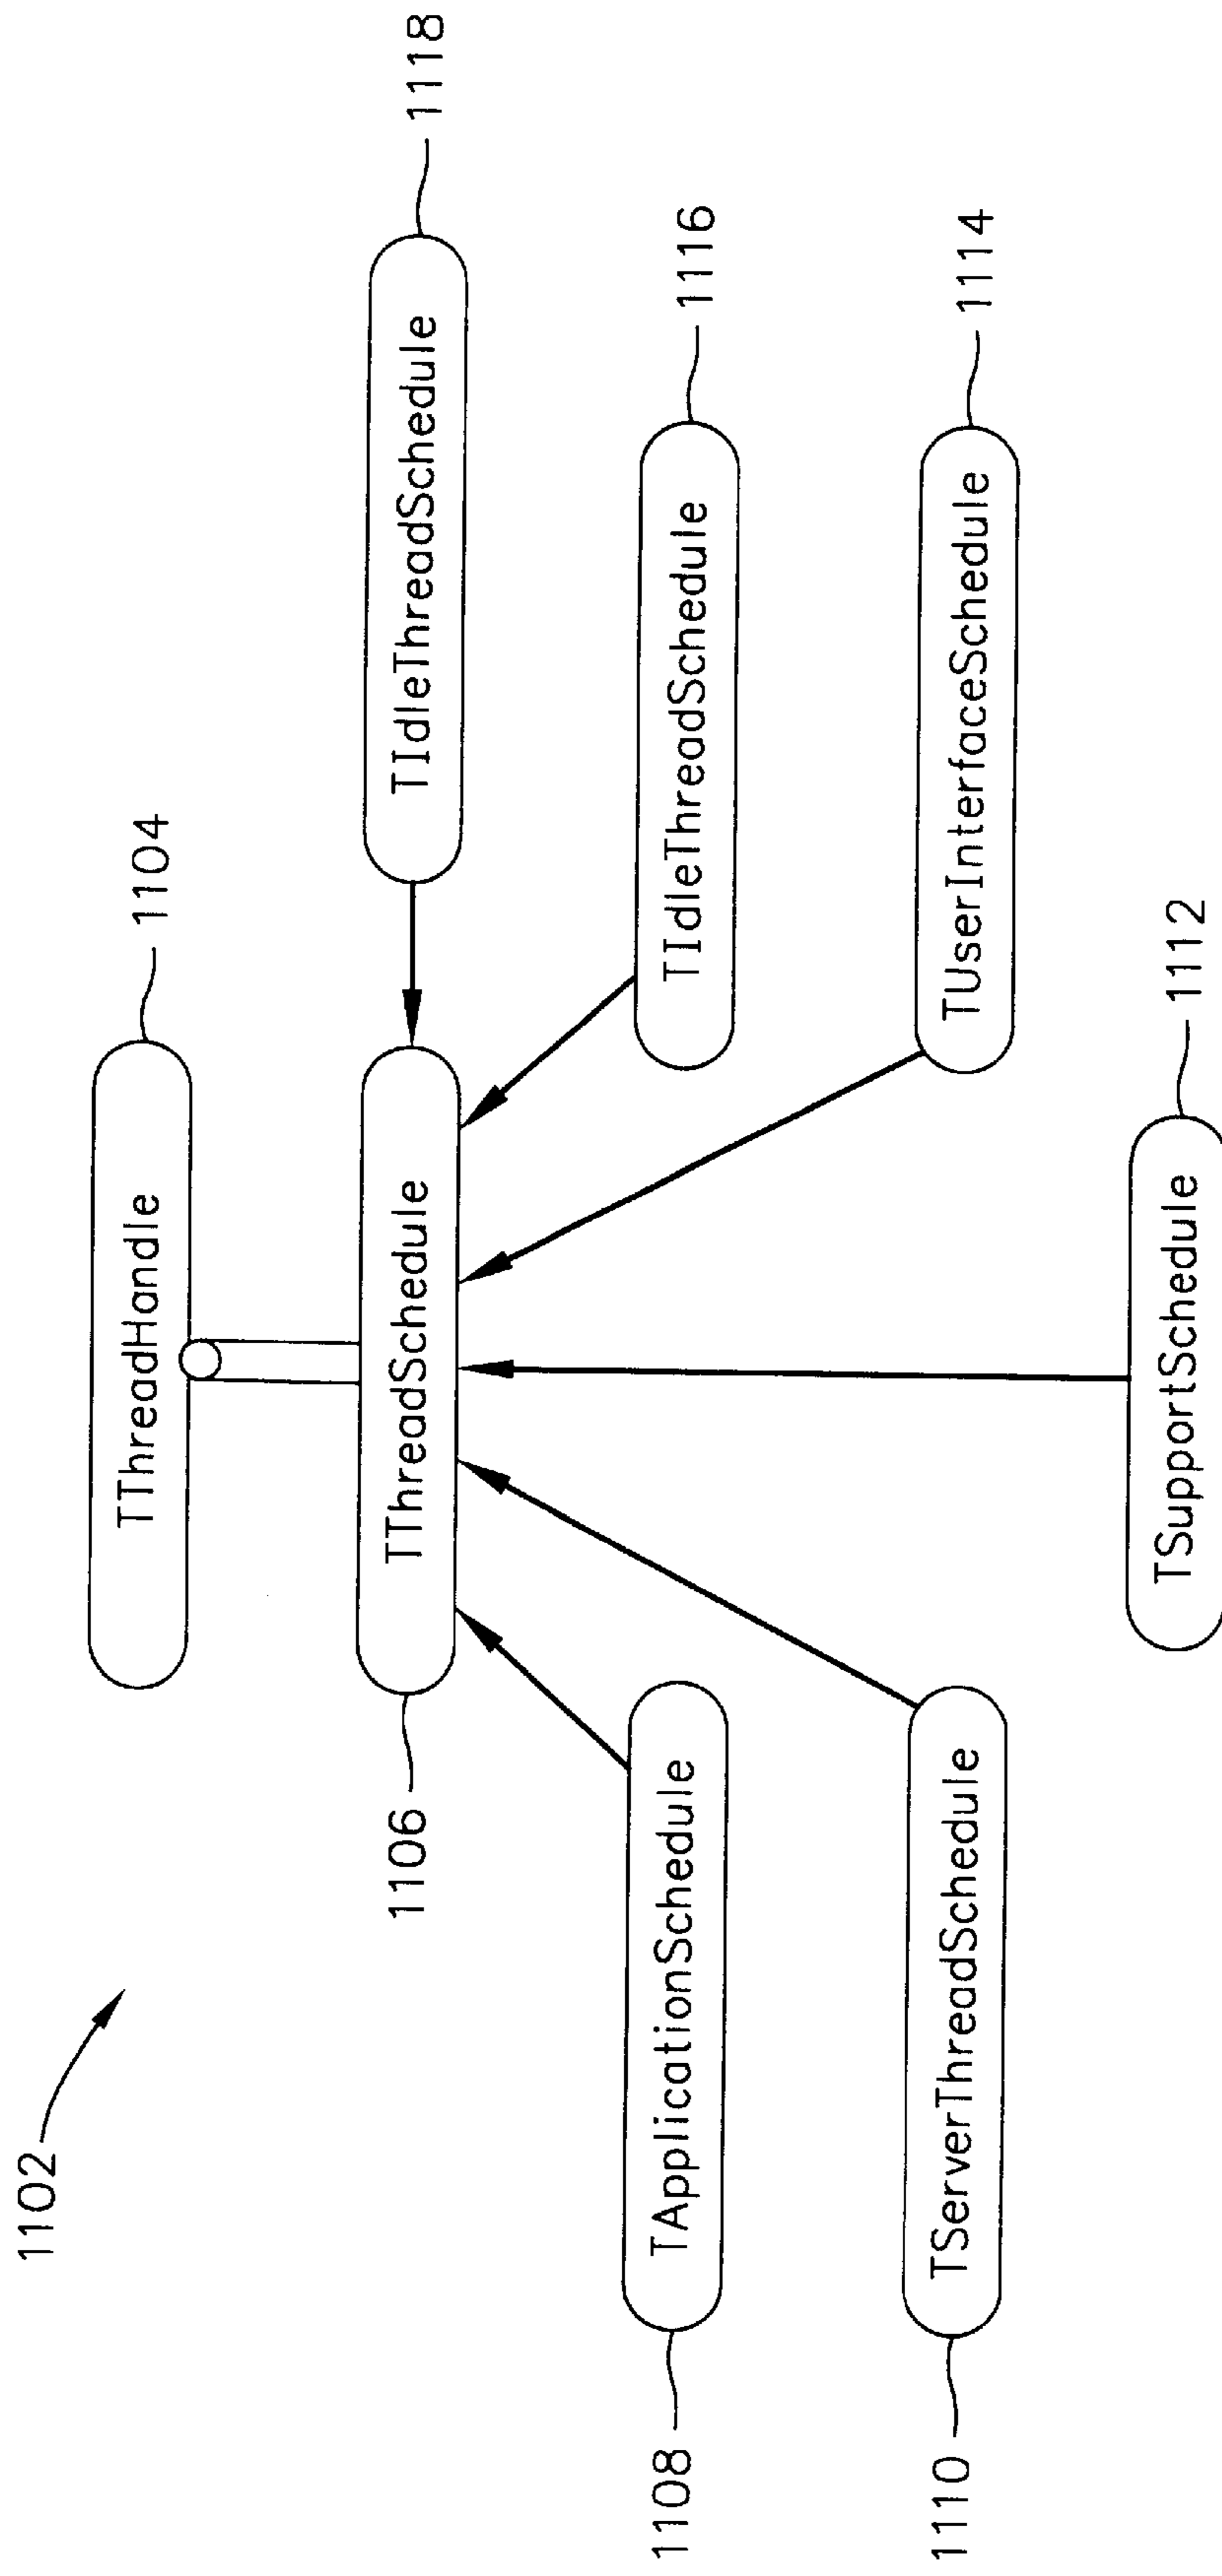 1102
TThreadHandle
1104
1106
TThreadSchedule
TIdleThreadSchedule
1118
1108
TApplicationSchedule
TIdleThreadSchedule
1116
1110
TServerThreadSchedule
TUserInterfaceSchedule
1114
TSupportSchedule
1112